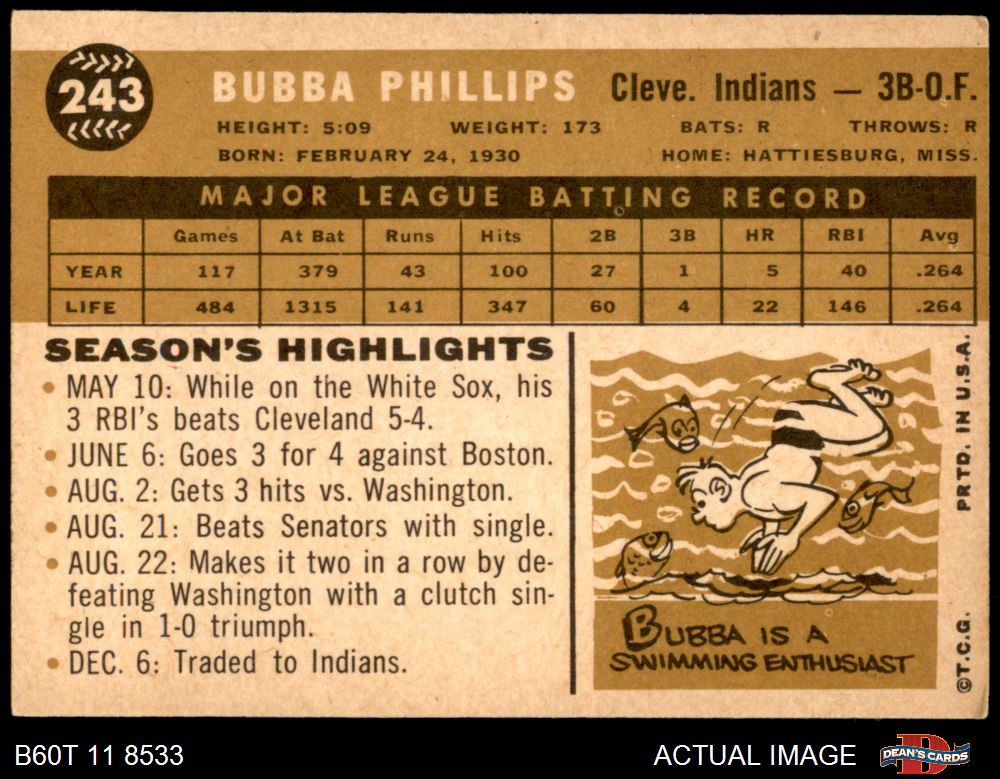 243
BUBBA PHILLIPS Cleve. Indians — 3B-O.F.
HEIGHT: 5:09 WEIGHT: 173 BATS: R THROWS: R
BORN: FEBRUARY 24, 1930 HOME: HATTIESBURG, MISS.
MAJOR LEAGUE BATTING RECORD
Games At Bat Runs Hits 2B 3B HR RBI Avg
YEAR 117 379 43 100 27 1 5 40 .264
LIFE 484 1315 141 347 60 4 22 146 .264
SEASON'S HIGHLIGHTS
• MAY 10: While on the White Sox, his
3 RBI's beats Cleveland 5-4.
• JUNE 6: Goes 3 for 4 against Boston.
• AUG. 2: Gets 3 hits vs. Washington.
• AUG. 21: Beats Senators with single.
• AUG. 22: Makes it two in a row by de-
feating Washington with a clutch sin-
gle in 1-0 triumph.
• DEC. 6: Traded to Indians.
BUBBA IS A
SWIMMING ENTHUSIAST
©T.C.G. PRTD. IN U.S.A.
B60T 11 8533 ACTUAL IMAGE DEAN'S CARDS